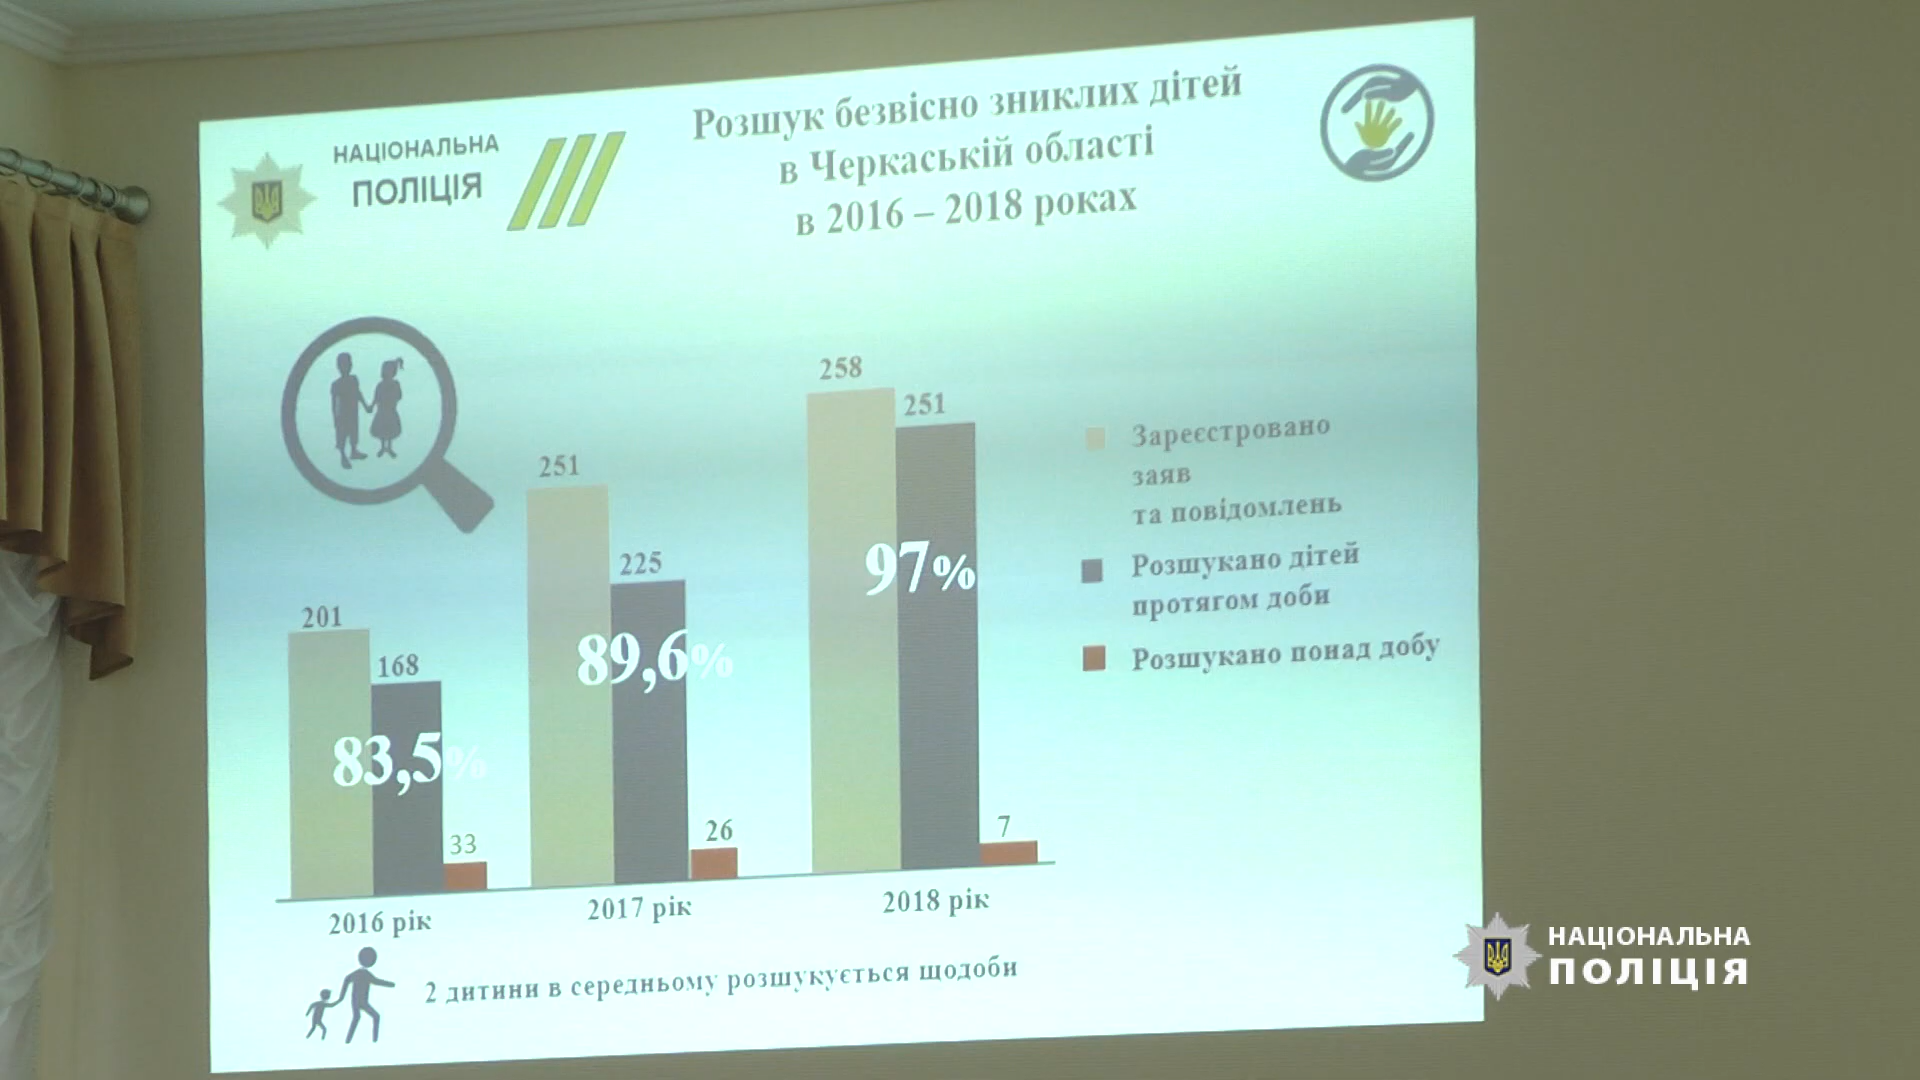 НАЦІОНАЛЬНА
ПОЛІЦІЯ
Розшук безвісно зниклих дітей
в Черкаській області
в 2016 – 2018 роках
258
251
251
225
201
168
97%
89,6%
83,5%
33
26
7
2016 рік
2017 рік
2018 рік
Зареєстровано
заяв
та повідомлень
Розшукано дітей
протягом доби
Розшукано понад добу
2 дитини в середньому розшукується щодоби
НАЦІОНАЛЬНА
ПОЛІЦІЯ